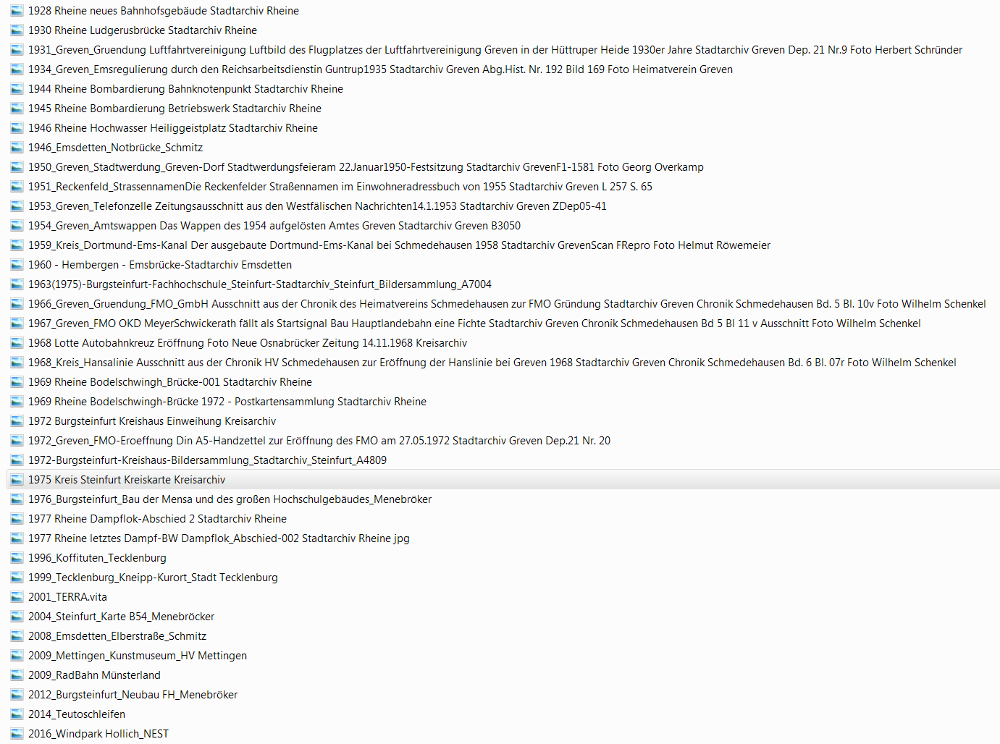 1928 Rheine neues Bahnhofsgebäude Stadtarchiv Rheine
1930 Rheine Ludgerusbrücke Stadtarchiv Rheine
1931_Greven_Gruendung Luftfahrtvereinigung Luftbild des Flugplatzes der Luftfahrtvereinigung Greven in der Hüttruper Heide 1930er Jahre Stadtarchiv Greven Dep. 21 Nr.9 Foto Herbert Schründer
1934_Greven_Emsregulierung durch den Reichsarbeitsdienstin Guntrup1935 Stadtarchiv Greven Abg.Hist. Nr. 192 Bild 169 Foto Heimatverein Greven
1944 Rheine Bombardierung Bahnknotenpunkt Stadtarchiv Rheine
1945 Rheine Bombardierung Betriebswerk Stadtarchiv Rheine
1946 Rheine Hochwasser Heiliggeistplatz Stadtarchiv Rheine
1946_Emsdetten_Notbrücke_Schmitz
1950_Greven_Stadtwerdung_Greven-Dorf Stadtwerdungsfeieram 22.Januar1950-Festsitzung Stadtarchiv GrevenF1-1581 Foto Georg Overkamp
1951_Reckenfeld_StrassennamenDie Reckenfelder Straßennamen im Einwohneradressbuch von 1955 Stadtarchiv Greven L 257 S. 65
1953_Greven_Telefonzelle Zeitungsausschnitt aus den Westfälischen Nachrichten14.1.1953 Stadtarchiv Greven ZDep05-41
1954_Greven_Amtswappen Das Wappen des 1954 aufgelösten Amtes Greven Stadtarchiv Greven B3050
1959_Kreis_Dortmund-Ems-Kanal Der ausgebaute Dortmund-Ems-Kanal bei Schmedehausen 1958 Stadtarchiv GrevenScan FRepro Foto Helmut Röwemeier
1960 - Hembergen - Emsbrücke-Stadtarchiv Emsdetten
1963(1975)-Burgsteinfurt-Fachhochschule_Steinfurt-Stadtarchiv_Steinfurt_Bildersammlung_A7004
1966_Greven_Gruendung_FMO_GmbH Ausschnitt aus der Chronik des Heimatvereins Schmedehausen zur FMO Gründung Stadtarchiv Greven Chronik Schmedehausen Bd. 5 Bl. 10v Foto Wilhelm Schenkel
1967_Greven_FMO OKD MeyerSchwickerath fällt als Startsignal Bau Hauptlandebahn eine Fichte Stadtarchiv Greven Chronik Schmedehausen Bd 5 Bl 11 v Ausschnitt Foto Wilhelm Schenkel
1968 Lotte Autobahnkreuz Eröffnung Foto Neue Osnabrücker Zeitung 14.11.1968 Kreisarchiv
1968_Kreis_Hansalinie Ausschnitt aus der Chronik HV Schmedehausen zur Eröffnung der Hanslinie bei Greven 1968 Stadtarchiv Greven Chronik Schmedehausen Bd. 6 Bl. 07r Foto Wilhelm Schenkel
1969 Rheine Bodelschwingh_Brücke-001 Stadtarchiv Rheine
1969 Rheine Bodelschwingh-Brücke 1972 - Postkartensammlung Stadtarchiv Rheine
1972 Burgsteinfurt Kreishaus Einweihung Kreisarchiv
1972_Greven_FMO-Eroeffnung Din A5-Handzettel zur Eröffnung des FMO am 27.05.1972 Stadtarchiv Greven Dep.21 Nr. 20
1972-Burgsteinfurt-Kreishaus-Bildersammlung_Stadtarchiv_Steinfurt_A4809
1975 Kreis Steinfurt Kreiskarte Kreisarchiv
1976_Burgsteinfurt_Bau der Mensa und des großen Hochschulgebäudes_Menebröker
1977 Rheine Dampflok-Abschied 2 Stadtarchiv Rheine
1977 Rheine letztes Dampf-BW Dampflok_Abschied-002 Stadtarchiv Rheine jpg
1996_Koffituten_Tecklenburg
1999_Tecklenburg_Kneipp-Kurort_Stadt Tecklenburg
2001_TERRA.vita
2004_Steinfurt_Karte B54_Menebröcker
2008_Emsdetten_Elberstraße_Schmitz
2009_Mettingen_Kunstmuseum_HV Mettingen
2009_RadBahn Münsterland
2012_Burgsteinfurt_Neubau FH_Menebröker
2014_Teutoschleifen
2016_Windpark Hollich_NEST